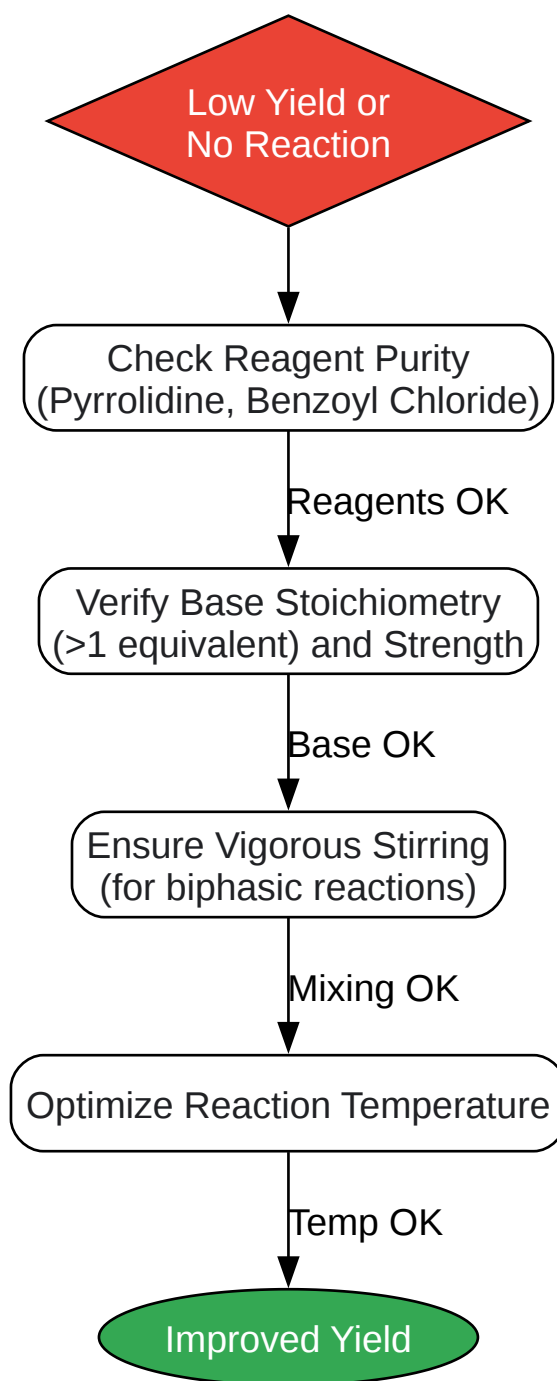 Low Yield or
No Reaction
Check Reagent Purity
(Pyrrolidine, Benzoyl Chloride)
Reagents OK
Verify Base Stoichiometry
(>1 equivalent) and Strength
Base OK
Ensure Vigorous Stirring
(for biphasic reactions)
Mixing OK
Optimize Reaction Temperature
Temp OK
Improved Yield